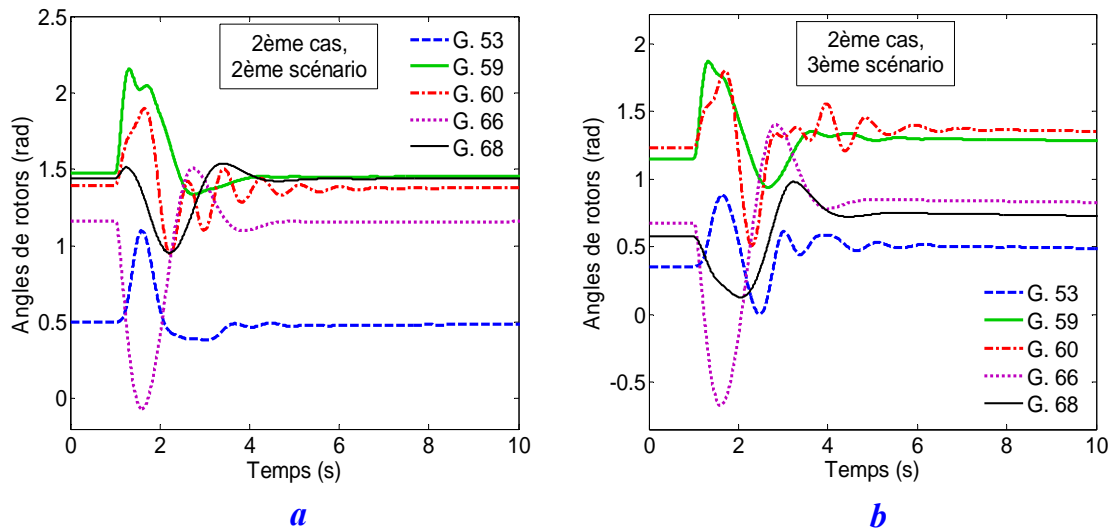 2.5
2
1.5
1
0.5
0
0
2
4
6
8
10
Angles de rotors (rad)
Temps (s)
2ème cas,
2ème scénario
G. 53
G. 59
G. 60
G. 66
G. 68
a
2
1.5
1
0.5
0
-0.5
0
2
4
6
8
10
Angles de rotors (rad)
Temps (s)
2ème cas,
3ème scénario
G. 53
G. 59
G. 60
G. 66
G. 68
b